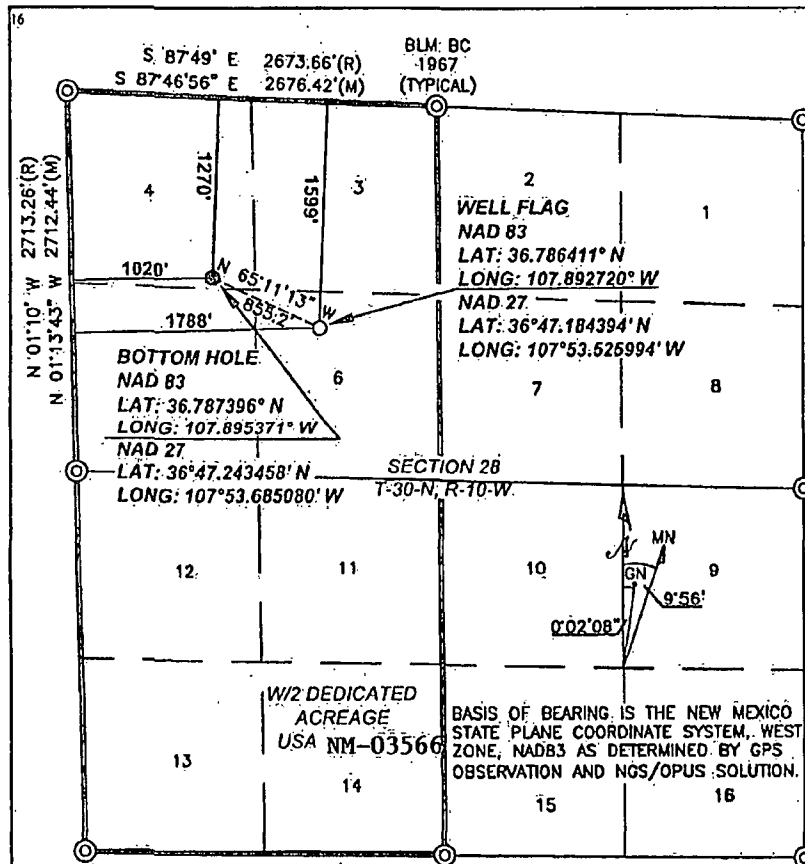 16
S 87°49' E 2673.66'(R)
S 87°46'56" E 2676.42'(M)
BLM: BC
1967
(TYPICAL)
N 01°10' W 2713.26'(R)
N 01°13'43" W 2712.44'(M)
4
1270'
3
1599'
2
1
WELL FLAG
NAD 83
LAT: 36.786411° N
LONG: 107.892720° W
NAD 27
LAT: 36°47.184394' N
LONG: 107°53.525994' W
1020'
N 65°11'13" W
853.2'
1788'
BOTTOM HOLE
NAD 83
LAT: 36.787396° N
LONG: 107.895371° W
NAD 27
LAT: 36°47.243458' N
LONG: 107°53.685080' W
6
7
8
SECTION 28
T-30-N, R-10-W
12
11
10
9
N
MN
GN
9°56'
0°02'08"
W/2 DEDICATED
ACREAGE
USA NM-03566
13
14
BASIS OF BEARING IS THE NEW MEXICO
STATE PLANE COORDINATE SYSTEM, WEST
ZONE, NAD83 AS DETERMINED BY GPS
OBSERVATION AND NGS/OPUS SOLUTION.
15
16